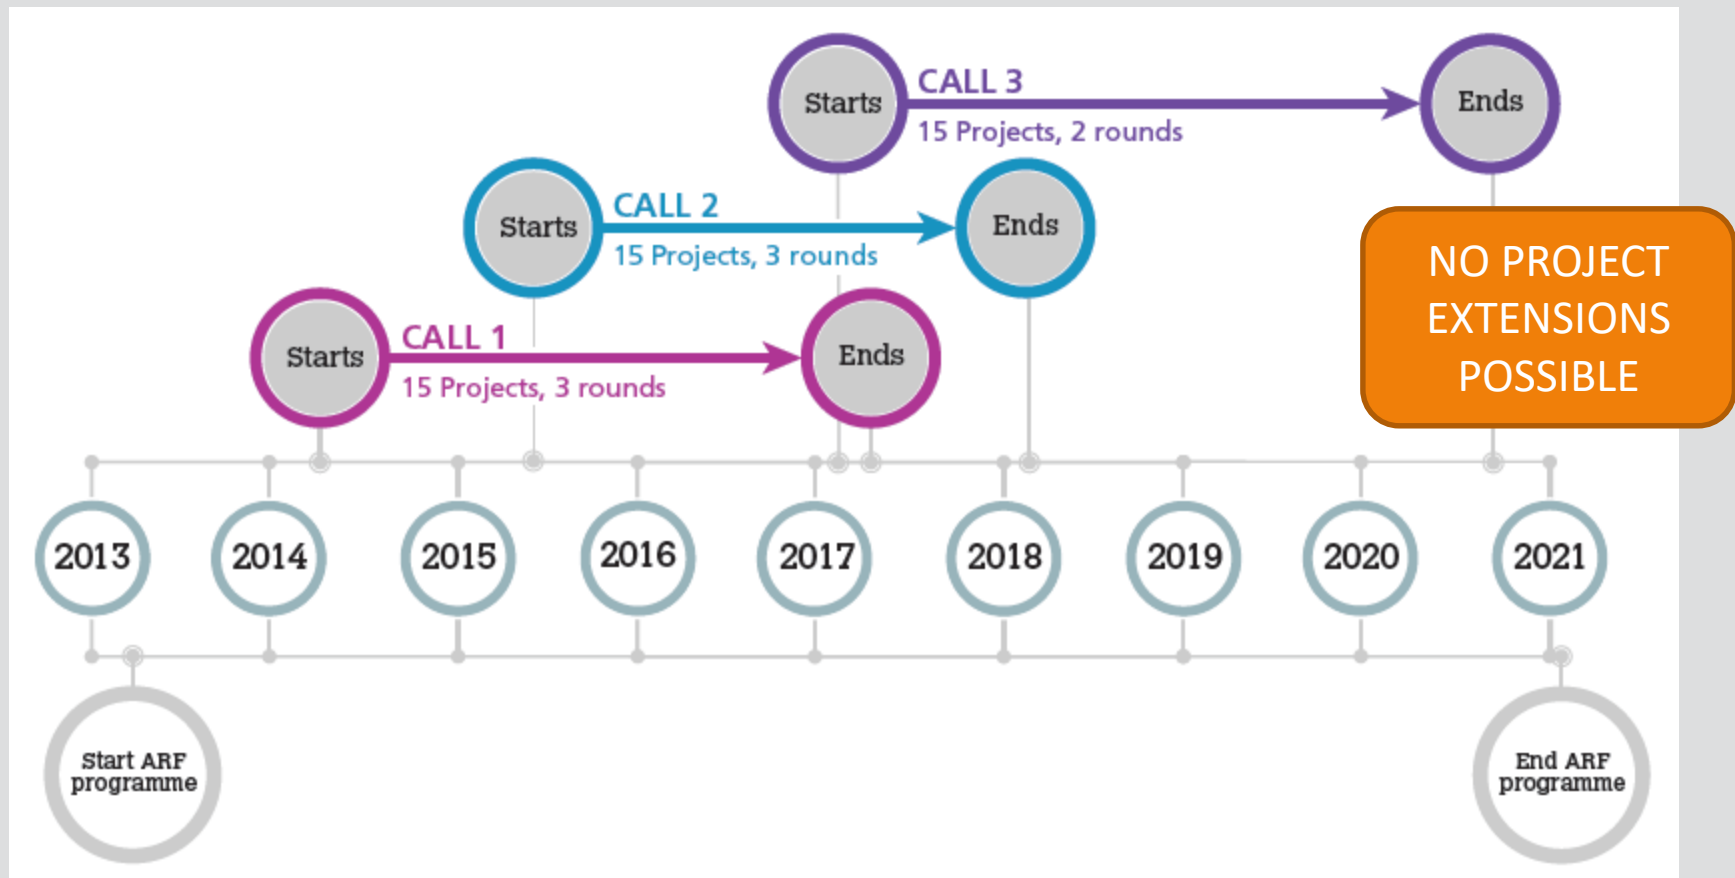 Starts
CALL 3
15 Projects, 2 rounds
Ends
Starts
CALL 2
15 Projects, 3 rounds
Ends
NO PROJECT
EXTENSIONS
POSSIBLE
Starts
CALL 1
15 Projects, 3 rounds
Ends
2013
2014
2015
2016
2017
2018
2019
2020
2021
Start ARF
programme
End ARF
programme